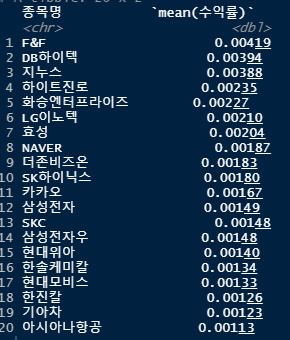 종목명 `mean(수익률)`
<chr> <dbl>
1 F&F 0.00419
2 DB하이텍 0.00394
3 지누스 0.00388
4 하이트진로 0.00235
5 화승엔터프라이즈 0.00227
6 LG이노텍 0.00210
7 효성 0.00204
8 NAVER 0.00187
9 더존비즈온 0.00183
10 SK하이닉스 0.00180
11 카카오 0.00167
12 삼성전자 0.00149
13 SKC 0.00148
14 삼성전자우 0.00148
15 현대위아 0.00140
16 한솔케미칼 0.00134
17 현대모비스 0.00133
18 한진칼 0.00126
19 기아차 0.00123
20 아시아나항공 0.00113